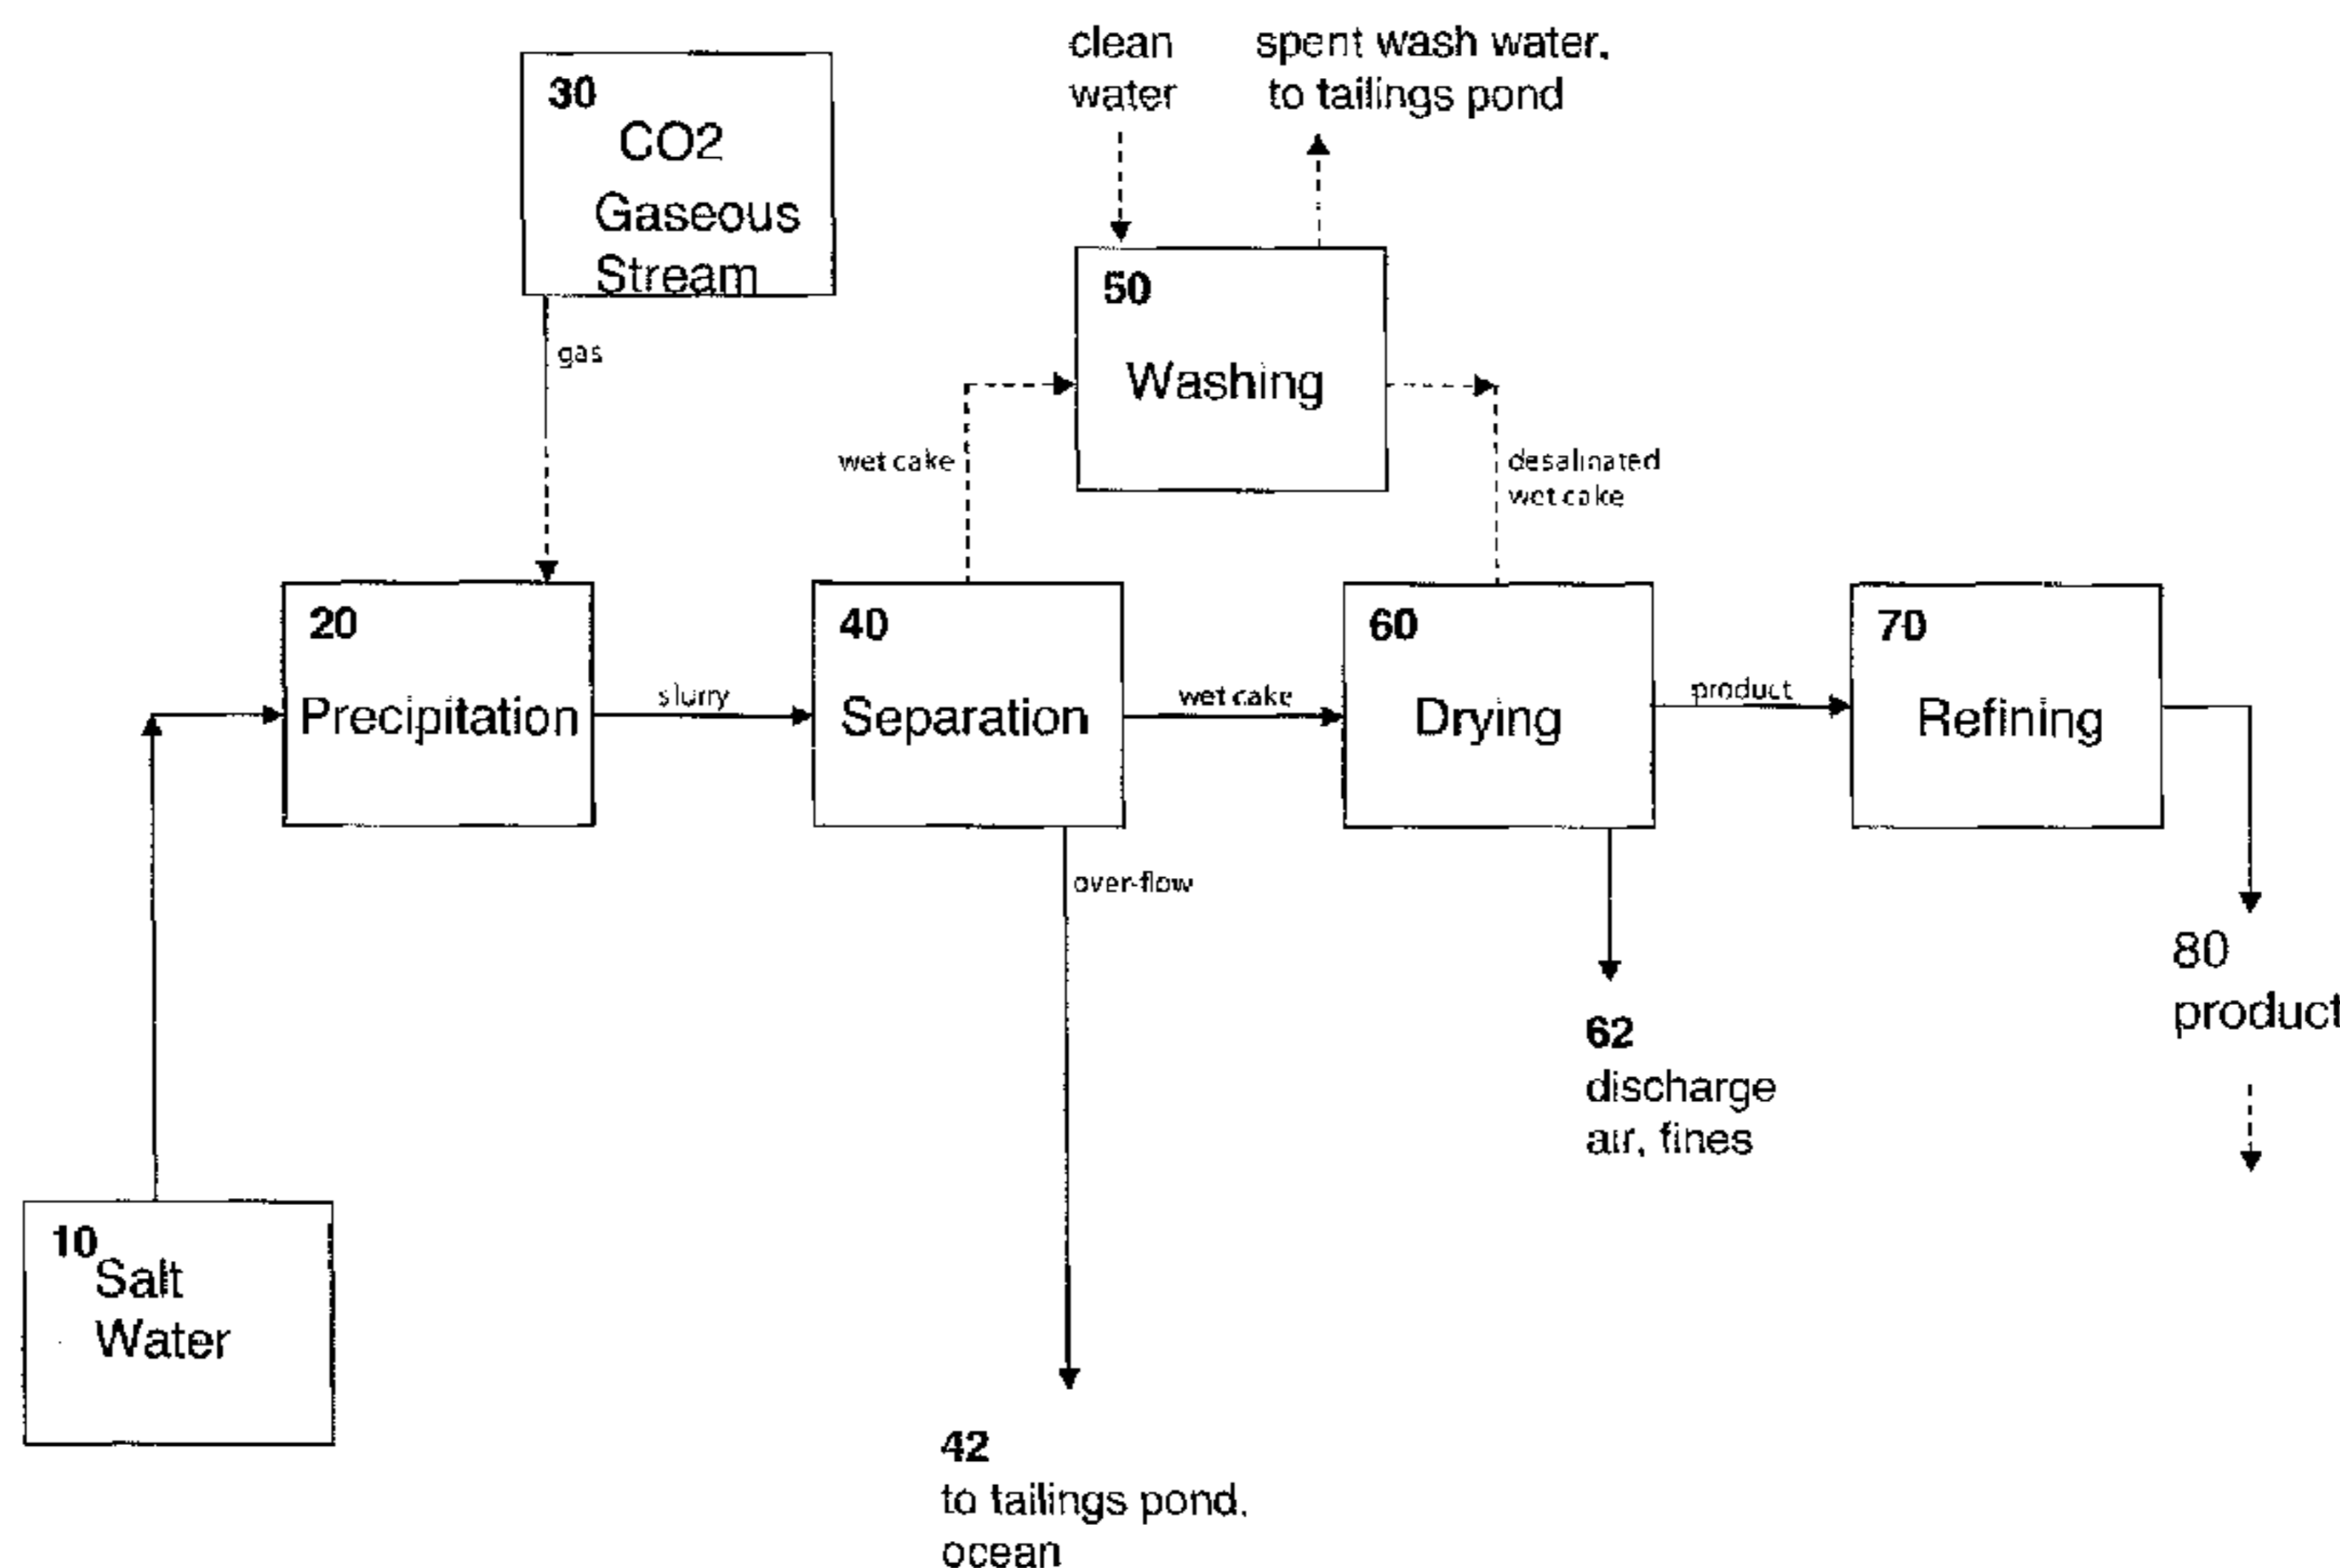 clean
water
spent wash water,
to tailings pond
30
CO2
Gaseous
Stream
gas
50
Washing
wet cake
desalinated
wet cake
20
Precipitation
slurry
40
Separation
wet cake
60
Drying
product
70
Refining
over-flow
80
product
62
discharge
air, fines
10
Salt
Water
42
to tailings pond,
ocean